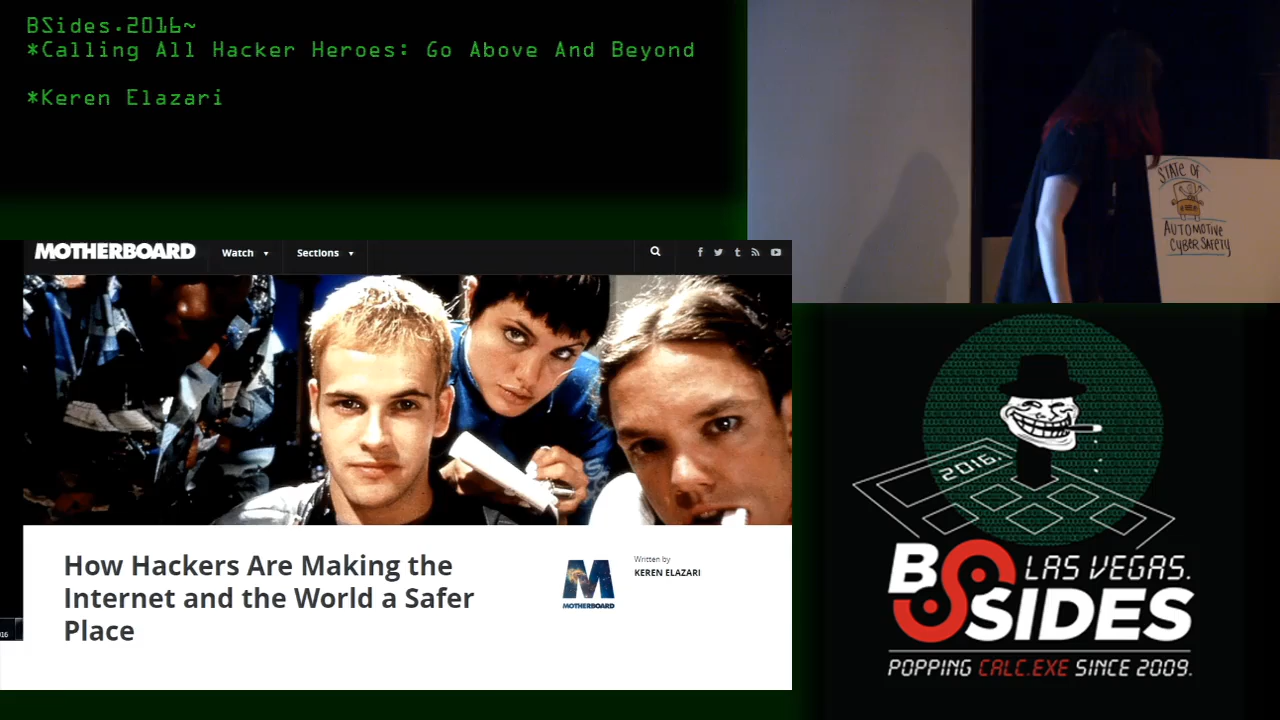 BSides.2016~
*Calling All Hacker Heroes: Go Above And Beyond
*Keren Elazari
STATE OF
AUTOMOTIVE
CYBER SAFETY
MOTHERBOARD
Watch
Sections
How Hackers Are Making the
Internet and the World a Safer
Place
MOTHERBOARD
Written by
KEREN ELAZARI
16
2016.
BSIDES
LAS VEGAS.
POPPING CALC.EXE SINCE 2009.